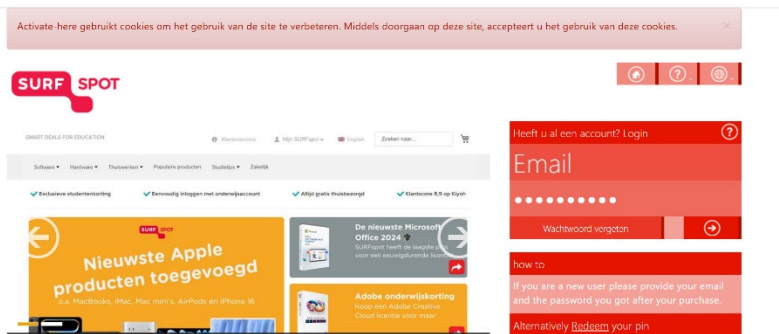 Activate-here gebruikt cookies om het gebruik van de site te verbeteren. Middels doorgaan op deze site, accepteert u het gebruik van deze cookies. ×
SURF SPOT
SMART DEALS FOR EDUCATION
Klantenservice Mijn SURFspot English Zoeken naar...
Software Hardware Thuiswerken Populaire producten Studietips Zakelijk
Exclusieve studentenkorting Eenvoudig inloggen met onderwijsaccount Altijd gratis thuisbezorgd Klantscore 8,9 op Kiyoh
SURF SPOT
Nieuwste Apple
producten toegevoegd
o.a. MacBooks, iMac, Mac mini's, AirPods en iPhone 16
De nieuwste Microsoft
Office 2024
SURFspot heeft de laagste prijs
voor een eeuwigdurende licentie
Adobe onderwijskorting
Koop een Adobe Creative
Cloud licentie voor maar
?
Heeft u al een account? Login ?
Email
Wachtwoord vergeten
how to
If you are a new user please provide your email
and the password you got after your purchase.
Alternatively Redeem your pin